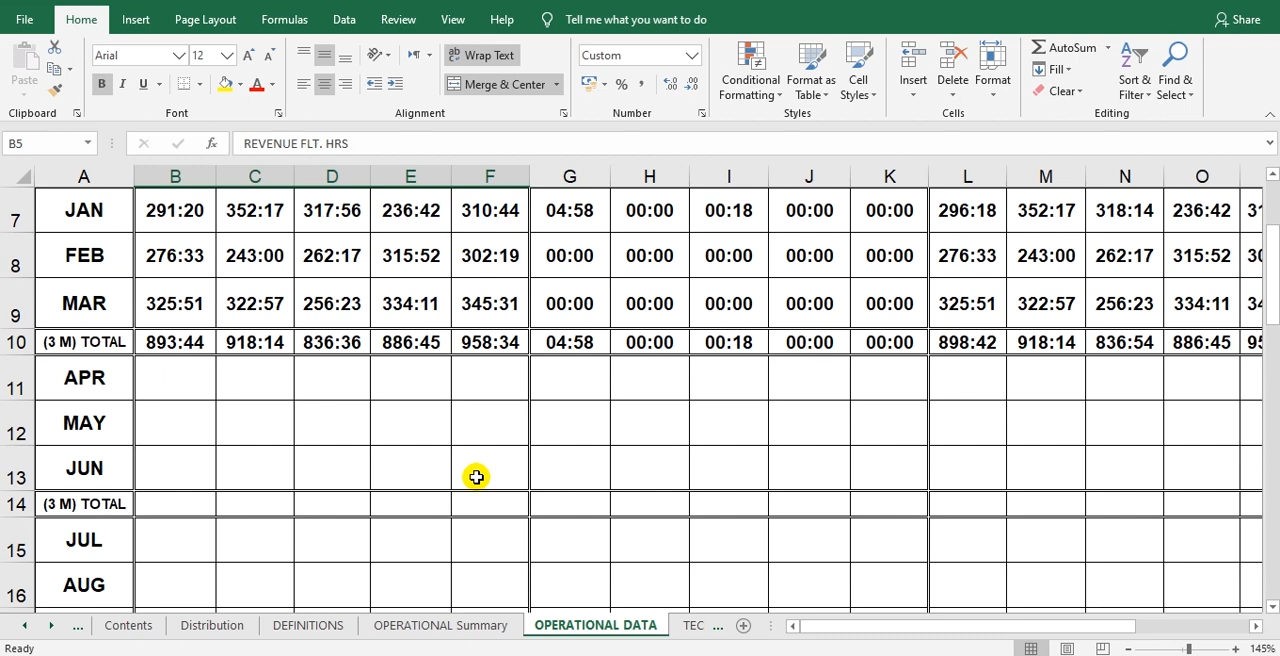 File Home Insert Page Layout Formulas Data Review View Help Tell me what you want to do Share
Arial 12 Wrap Text Custom AutoSum
Paste Conditional Format as Cell Insert Delete Format Fill Sort & Find &
B I U Merge & Center % , Formatting Table Styles Clear Filter Select
Clipboard Font Alignment Number Styles Cells Editing
B5 fx REVENUE FLT. HRS
A B C D E F G H I J K L M N O
7 JAN 291:20 352:17 317:56 236:42 310:44 04:58 00:00 00:18 00:00 00:00 296:18 352:17 318:14 236:42
8 FEB 276:33 243:00 262:17 315:52 302:19 00:00 00:00 00:00 00:00 00:00 276:33 243:00 262:17 315:52
9 MAR 325:51 322:57 256:23 334:11 345:31 00:00 00:00 00:00 00:00 00:00 325:51 322:57 256:23 334:11
10 (3 M) TOTAL 893:44 918:14 836:36 886:45 958:34 04:58 00:00 00:18 00:00 00:00 898:42 918:14 836:54 886:45
11 APR
12 MAY
13 JUN
14 (3 M) TOTAL
15 JUL
16 AUG
... Contents Distribution DEFINITIONS OPERATIONAL Summary OPERATIONAL DATA TEC ...
Ready 145%